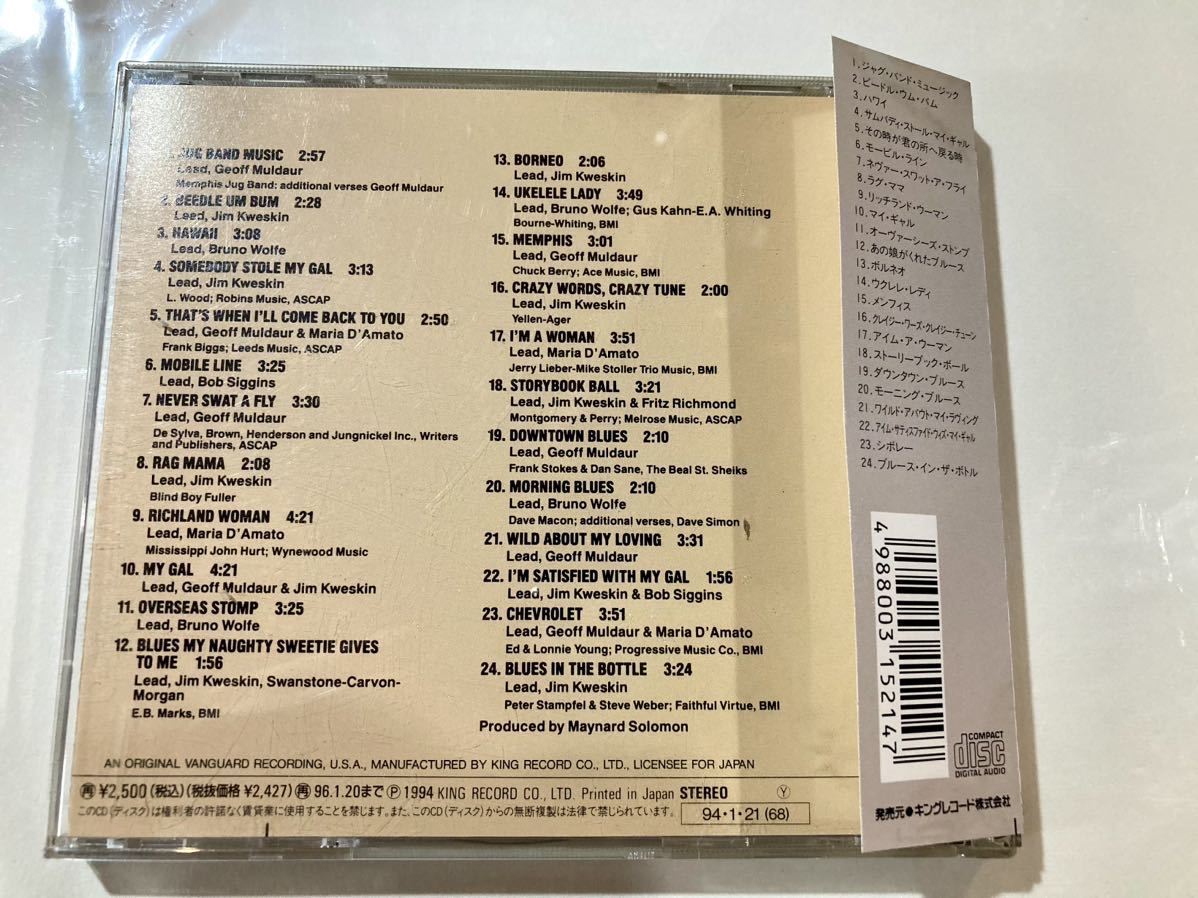 1. JUG BAND MUSIC 2:57
Lead, Geoff Muldaur
Memphis Jug Band: additional verses Geoff Muldaur
2. BEEDLE UM BUM 2:28
Lead, Jim Kweskin
3. HAWAII 3:08
Lead, Bruno Wolfe
4. SOMEBODY STOLE MY GAL 3:13
Lead, Jim Kweskin
L. Wood; Robins Music, ASCAP
5. THAT'S WHEN I'LL COME BACK TO YOU 2:50
Lead, Geoff Muldaur & Maria D'Amato
Frank Biggs; Leeds Music, ASCAP
6. MOBILE LINE 3:25
Lead, Bob Siggins
7. NEVER SWAT A FLY 3:30
Lead, Geoff Muldaur
De Sylva, Brown, Henderson and Jungnickel Inc., Writers
and Publishers, ASCAP
8. RAG MAMA 2:08
Lead, Jim Kweskin
Blind Boy Fuller
9. RICHLAND WOMAN 4:21
Lead, Maria D'Amato
Mississippi John Hurt; Wynewood Music
10. MY GAL 4:21
Lead, Geoff Muldaur & Jim Kweskin
11. OVERSEAS STOMP 3:25
Lead, Bruno Wolfe
12. BLUES MY NAUGHTY SWEETIE GIVES
TO ME 1:56
Lead, Jim Kweskin, Swanstone-Carvon-
Morgan
E.B. Marks, BMI
13. BORNEO 2:06
Lead, Jim Kweskin
14. UKELELE LADY 3:49
Lead, Bruno Wolfe; Gus Kahn-E.A. Whiting
Bourne-Whiting, BMI
15. MEMPHIS 3:01
Lead, Geoff Muldaur
Chuck Berry; Ace Music, BMI
16. CRAZY WORDS, CRAZY TUNE 2:00
Lead, Jim Kweskin
Yellen-Ager
17. I'M A WOMAN 3:51
Lead, Maria D'Amato
Jerry Lieber-Mike Stoller Trio Music, BMI
18. STORYBOOK BALL 3:21
Lead, Jim Kweskin & Fritz Richmond
Montgomery & Perry; Melrose Music, ASCAP
19. DOWNTOWN BLUES 2:10
Lead, Geoff Muldaur
Frank Stokes & Dan Sane, The Beal St. Sheiks
20. MORNING BLUES 2:10
Lead, Bruno Wolfe
Dave Macon; additional verses, Dave Simon
21. WILD ABOUT MY LOVING 3:31
Lead, Geoff Muldaur
22. I'M SATISFIED WITH MY GAL 1:56
Lead, Jim Kweskin & Bob Siggins
23. CHEVROLET 3:51
Lead, Geoff Muldaur & Maria D'Amato
Ed & Lonnie Young; Progressive Music Co., BMI
24. BLUES IN THE BOTTLE 3:24
Lead, Jim Kweskin
Peter Stampfel & Steve Weber; Faithful Virtue, BMI
Produced by Maynard Solomon
AN ORIGINAL VANGUARD RECORDING, U.S.A., MANUFACTURED BY KING RECORD CO., LTD., LICENSEE FOR JAPAN
再 ¥2,500(税込)(税抜価格 ¥2,427) 再 96.1.20まで Ⓟ 1994 KING RECORD CO., LTD Printed in Japan STEREO Ⓨ
このCD(ディスク)は権利者の許諾なく賃貸業に使用することを禁じます。また、このCD(ディスク)からの無断複製は法律で禁じられています。
94・1・21 (68)
1.ジャグ・バンド・ミュージック
2.ビードル・ウム・バム
3.ハワイ
4.サムバディ・ストール・マイ・ギャル
5.その時が君の所へ戻る時
6.モービル・ライン
7.ネヴァー・スワット・ア・フライ
8.ラグ・ママ
9.リッチランド・ウーマン
10.マイ・ギャル
11.オーヴァーシーズ・ストンプ
12.あの娘がくれたブルース
13.ボルネオ
14.ウクレレ・レディ
15.メンフィス
16.クレイジー・ワーズ・クレイジー・チューン
17.アイム・ア・ウーマン
18.ストーリーブック・ボール
19.ダウンタウン・ブルース
20.モーニング・ブルース
21.ワイルド・アバウト・マイ・ラヴィング
22.アイム・サティスファイド・ウィズ・マイ・ギャル
23.シボレー
24.ブルース・イン・ザ・ボトル
4 988003 152147
COMPACT
disc
DIGITAL AUDIO
発売元●キングレコード株式会社